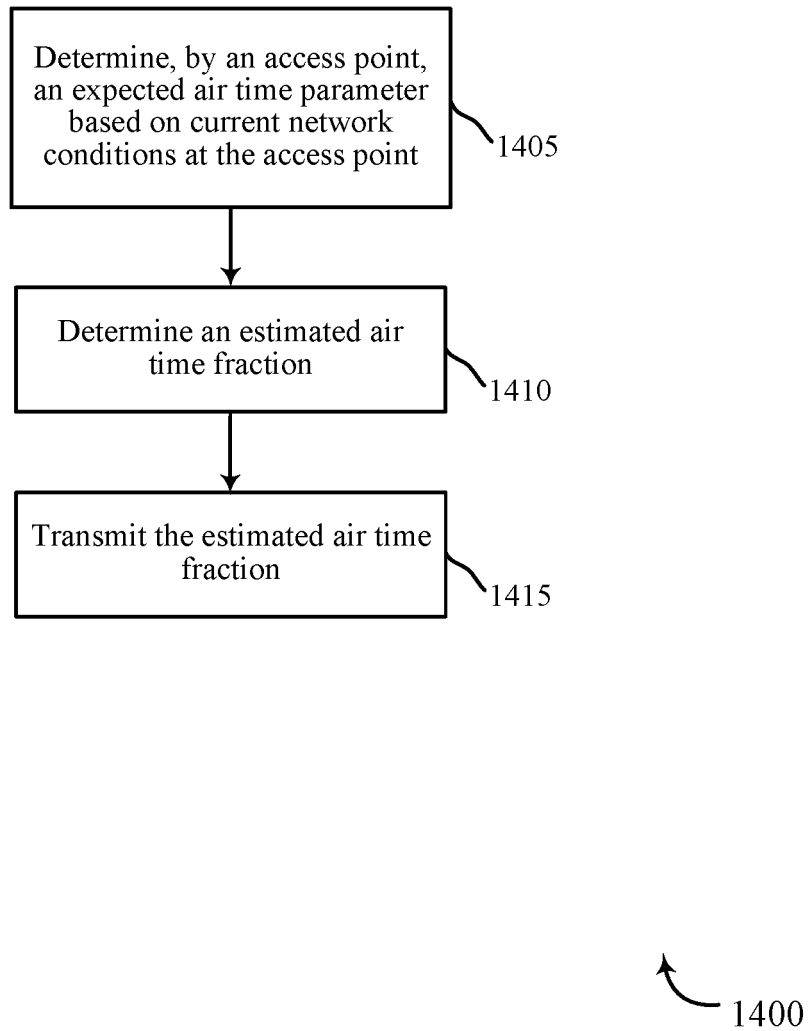 Determine, by an access point,
an expected air time parameter
based on current network
conditions at the access point
1405
Determine an estimated air
time fraction
1410
Transmit the estimated air time
fraction
1415
1400